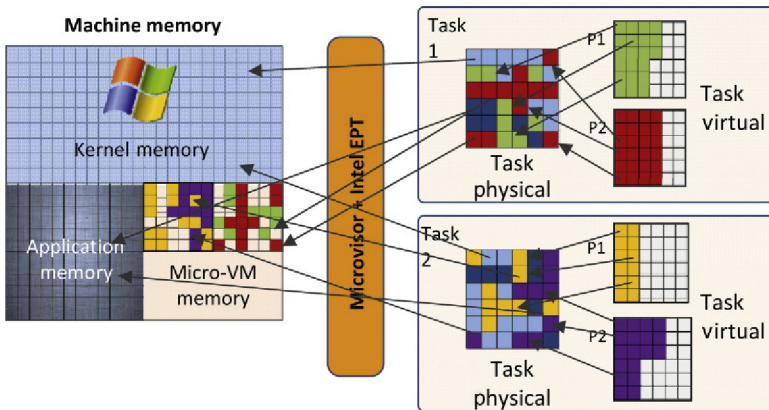 Machine memory
Kernel memory
Application
memory
Micro-VM
memory
Microvisor + Intel EPT
Task
1
P1
P2
Task
virtual
Task
physical
Task
2
P1
P2
Task
virtual
Task
physical